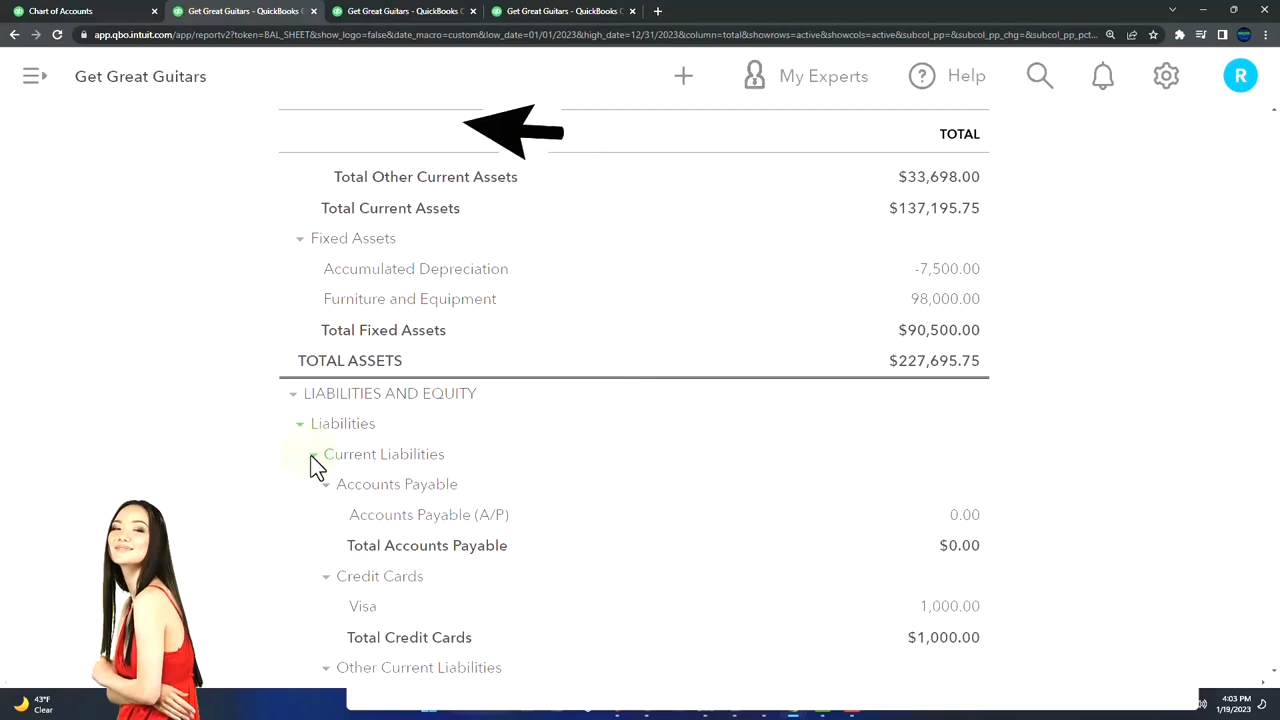 Chart of Accounts
Get Great Guitars - QuickBooks C
Get Great Guitars - QuickBooks C
Get Great Guitars - QuickBooks C
app.qbo.intuit.com/app/reportv2?token=BAL_SHEET&show_logo=false&date_macro=custom&low_date=01/01/2023&high_date=12/31/2023&column=total&showrows=active&showcols=active&subcol_pp=&subcol_pp_chg=&subcol_pp_pct...
Get Great Guitars
My Experts
Help
R
TOTAL
Total Other Current Assets $33,698.00
Total Current Assets $137,195.75
Fixed Assets
Accumulated Depreciation -7,500.00
Furniture and Equipment 98,000.00
Total Fixed Assets $90,500.00
TOTAL ASSETS $227,695.75
LIABILITIES AND EQUITY
Liabilities
Current Liabilities
Accounts Payable
Accounts Payable (A/P) 0.00
Total Accounts Payable $0.00
Credit Cards
Visa 1,000.00
Total Credit Cards $1,000.00
Other Current Liabilities
43°F
Clear
4:03 PM
1/19/2023